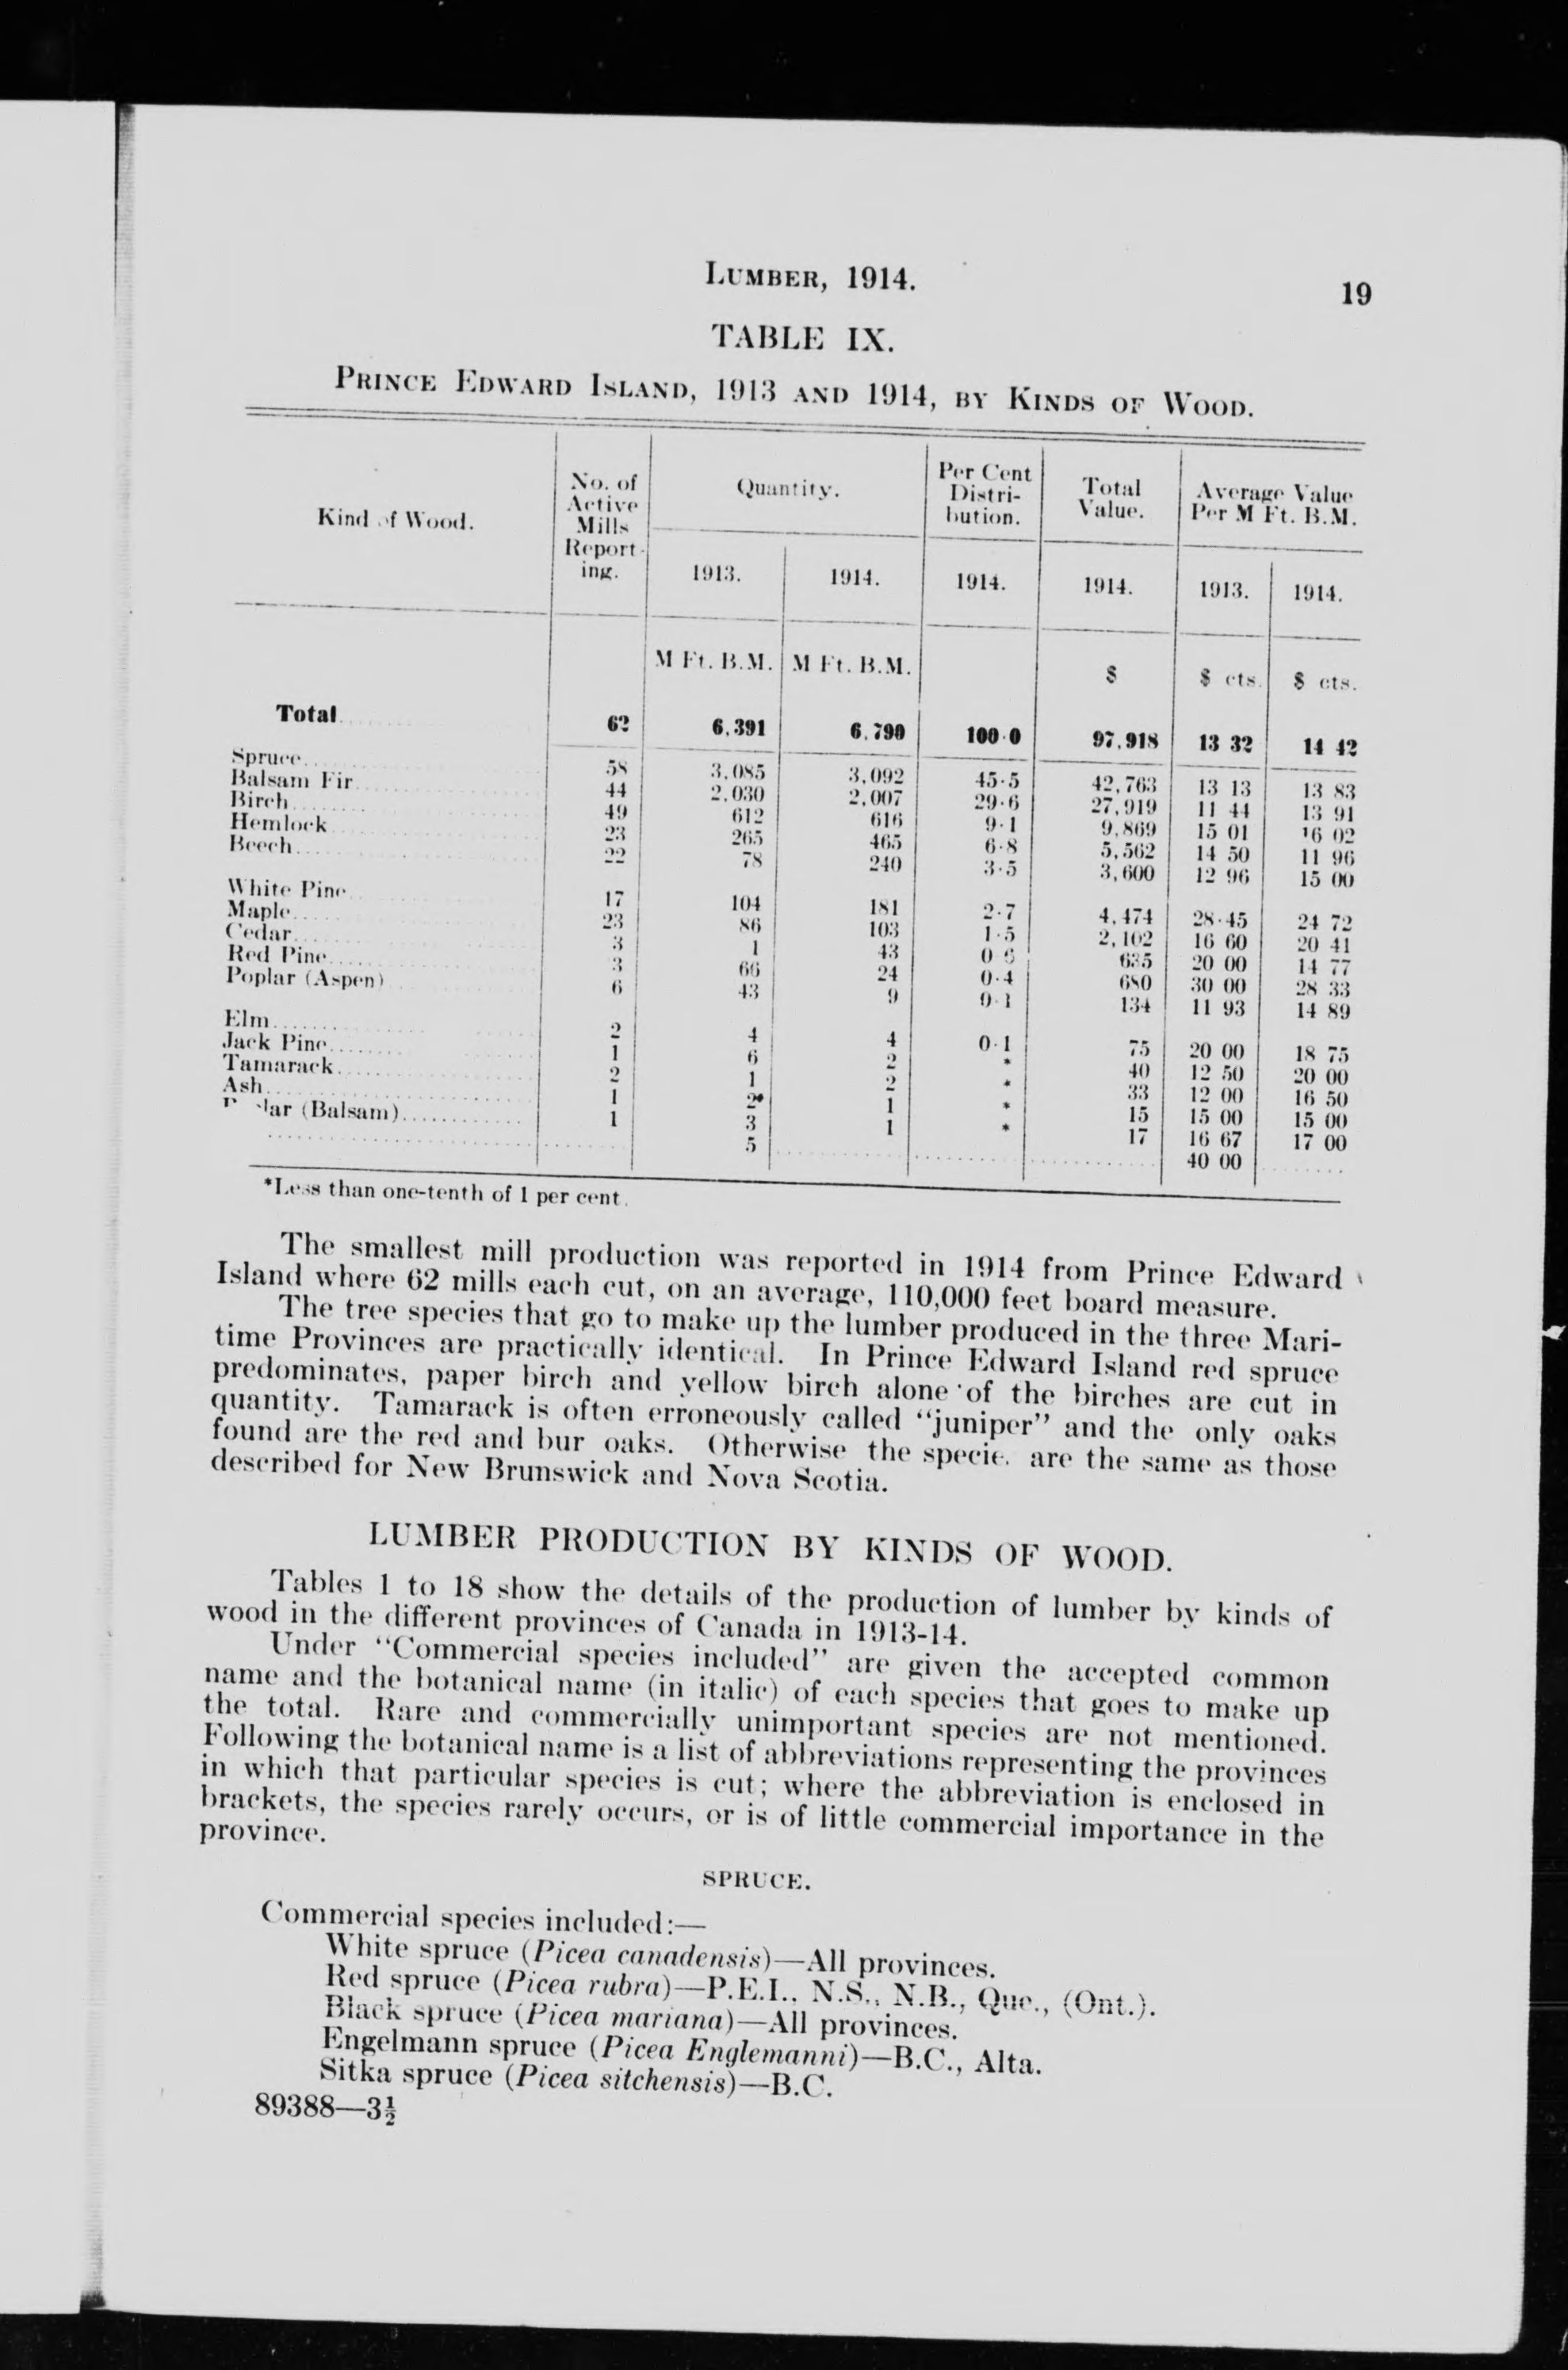 LUMBER, 1914.
19
TABLE IX.
PRINCE EDWARD ISLAND, 1913 AND 1914, BY KINDS OF WOOD.
Kind of Wood. | No. of Active Mills Reporting. | Quantity. | Per Cent Distribution. | Total Value. | Average Value Per M Ft. B.M.
1913. | 1914. | 1914. | 1914. | 1913. | 1914.
M Ft. B.M. | M Ft. B.M. | $ | $ cts. | $ cts.
Total | 62 | 6,391 | 6,790 | 100·0 | 97,918 | 13 32 | 14 42
Spruce | 58 | 3,085 | 3,092 | 45·5 | 42,763 | 13 13 | 13 83
Balsam Fir | 44 | 2,030 | 2,007 | 29·6 | 27,919 | 11 44 | 13 91
Birch | 49 | 612 | 616 | 9·1 | 9,869 | 15 01 | 16 02
Hemlock | 23 | 265 | 465 | 6·8 | 5,562 | 14 50 | 11 96
Beech | 22 | 78 | 240 | 3·5 | 3,600 | 12 96 | 15 00
White Pine | 17 | 104 | 181 | 2·7 | 4,474 | 28·45 | 24 72
Maple | 23 | 86 | 103 | 1·5 | 2,102 | 16 60 | 20 41
Cedar | 3 | 1 | 43 | 0 6 | 635 | 20 00 | 14 77
Red Pine | 3 | 66 | 24 | 0·4 | 680 | 30 00 | 28 33
Poplar (Aspen) | 6 | 43 | 9 | 0·1 | 134 | 11 93 | 14 89
Elm | 2 | 4 | 4 | 0·1 | 75 | 20 00 | 18 75
Jack Pine | 1 | 6 | 2 | * | 40 | 12 50 | 20 00
Tamarack | 2 | 1 | 2 | * | 33 | 12 00 | 16 50
Ash | 1 | 2 | 1 | * | 15 | 15 00 | 15 00
(Balsam) | 1 | 3 | 1 | * | 17 | 16 67 | 17 00
5 | 40 00
*Less than one-tenth of 1 per cent.
The smallest mill production was reported in 1914 from Prince Edward
Island where 62 mills each cut, on an average, 110,000 feet board measure.
The tree species that go to make up the lumber produced in the three Mari-
time Provinces are practically identical. In Prince Edward Island red spruce
predominates, paper birch and yellow birch alone of the birches are cut in
quantity. Tamarack is often erroneously called "juniper" and the only oaks
found are the red and bur oaks. Otherwise the specie. are the same as those
described for New Brunswick and Nova Scotia.
LUMBER PRODUCTION BY KINDS OF WOOD.
Tables 1 to 18 show the details of the production of lumber by kinds of
wood in the different provinces of Canada in 1913-14.
Under "Commercial species included" are given the accepted common
name and the botanical name (in italic) of each species that goes to make up
the total. Rare and commercially unimportant species are not mentioned.
Following the botanical name is a list of abbreviations representing the provinces
in which that particular species is cut; where the abbreviation is enclosed in
brackets, the species rarely occurs, or is of little commercial importance in the
province.
SPRUCE.
Commercial species included:—
White spruce (Picea canadensis)—All provinces.
Red spruce (Picea rubra)—P.E.I., N.S., N.B., Que., (Ont.).
Black spruce (Picea mariana)—All provinces.
Engelmann spruce (Picea Englemanni)—B.C., Alta.
Sitka spruce (Picea sitchensis)—B.C.
89388—3½